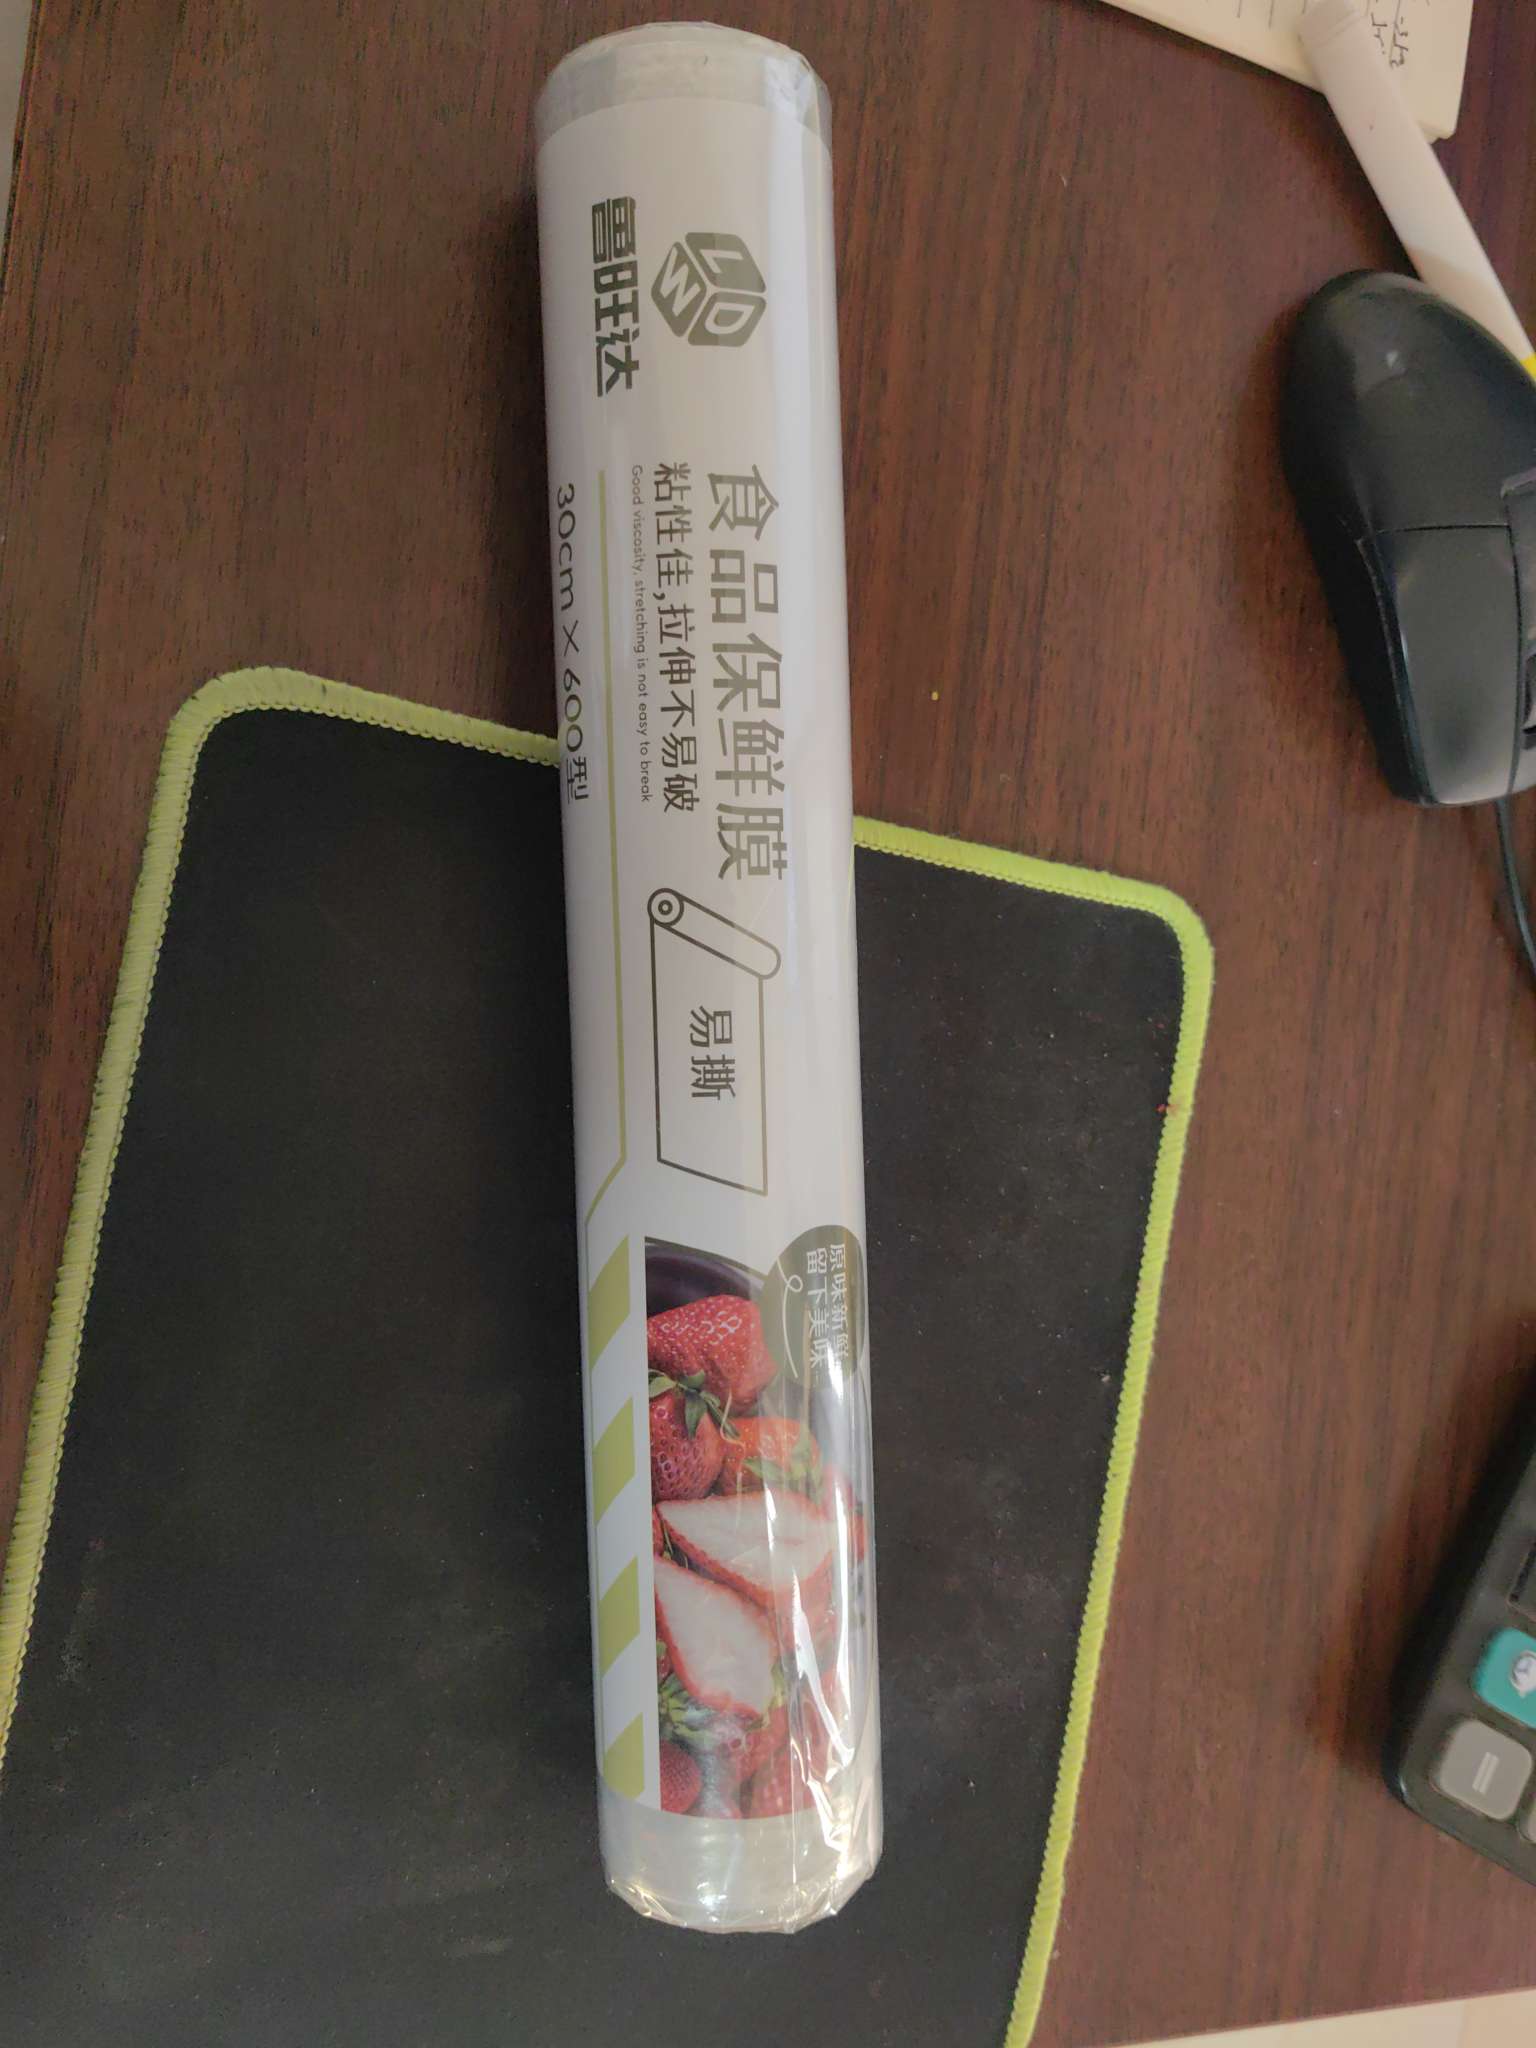 LDW
雷旺达
食品保鲜膜
粘性佳,拉伸不易破
Good viscosity, stretching is not easy to break
30cm × 600型
易撕
原味新鲜
留下美味
=